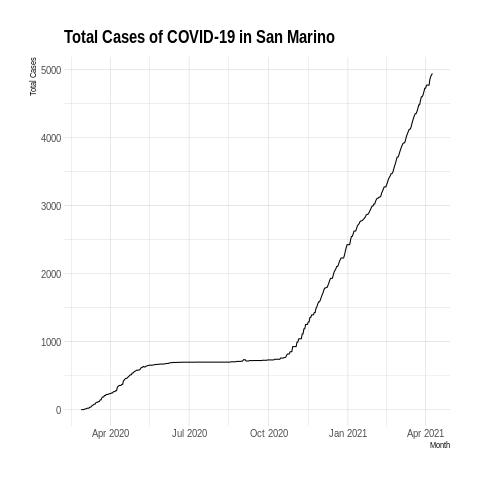 Total Cases of COVID-19 in San Marino
Total Cases
5000
4000
3000
2000
1000
0
Apr 2020
Jul 2020
Oct 2020
Jan 2021
Apr 2021
Month